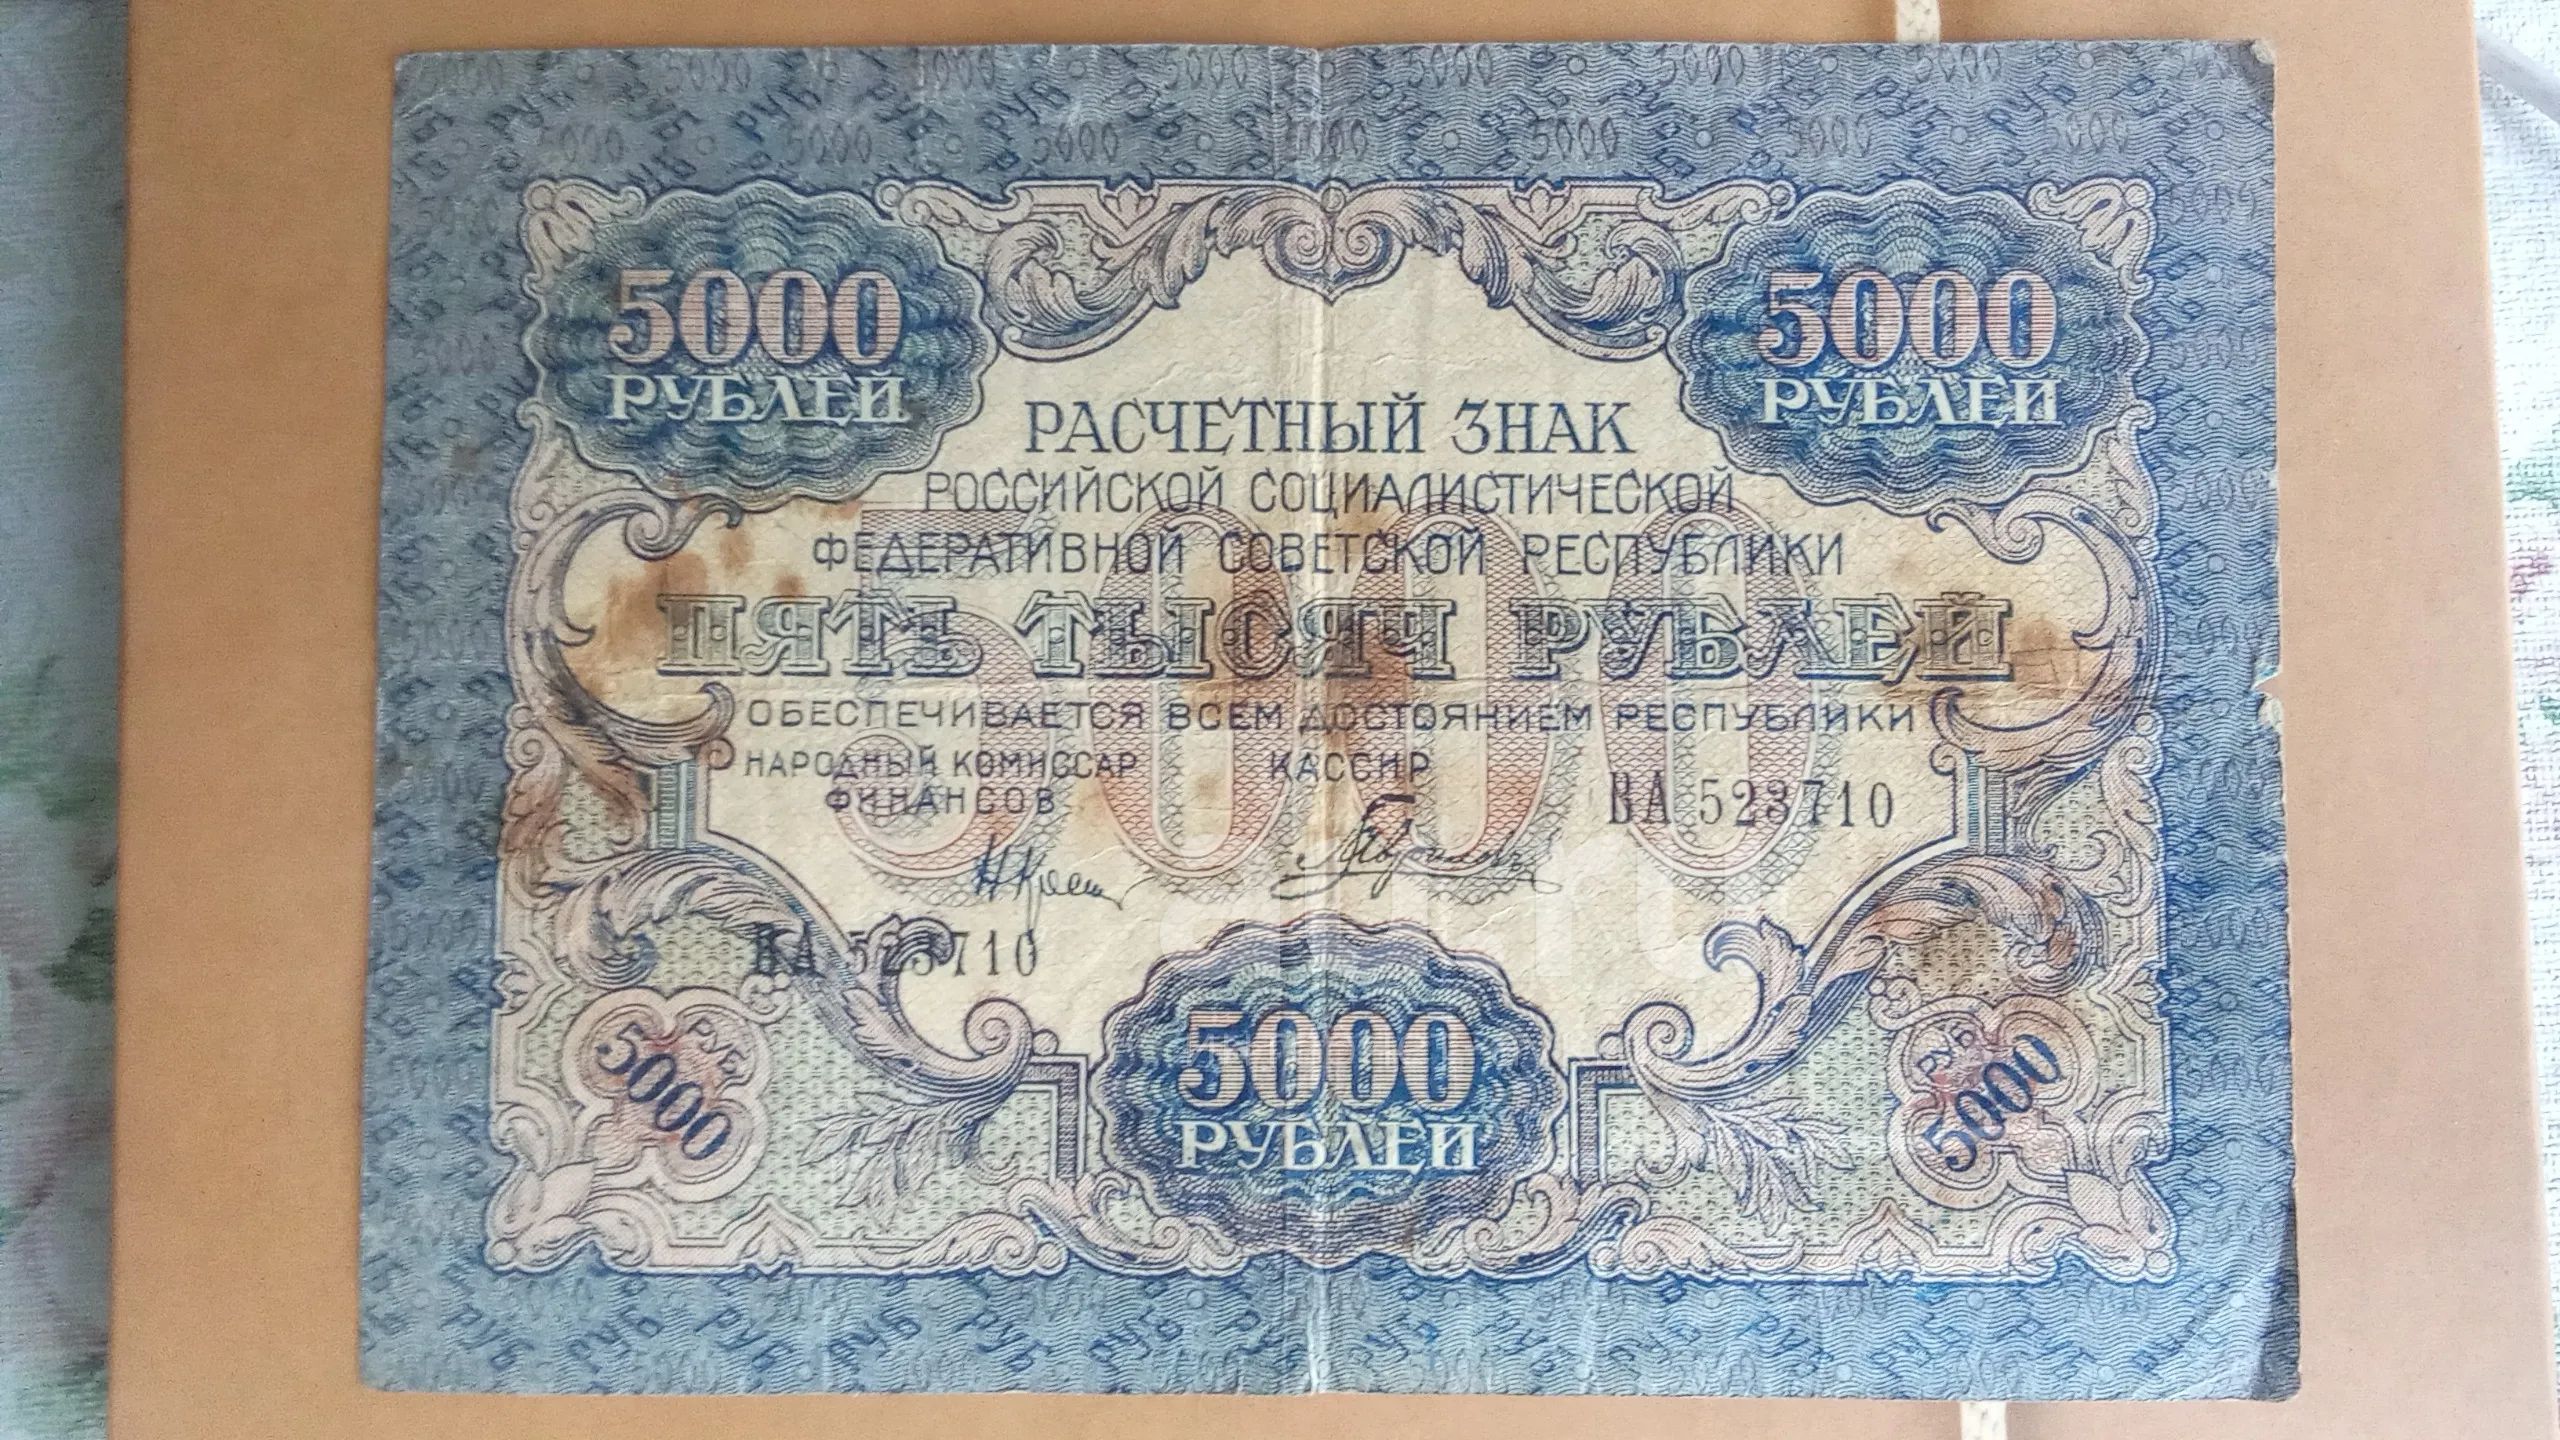 5000 5000
РУБЛЕЙ РУБЛЕЙ
РАСЧЕТНЫЙ ЗНАК
РОССИЙСКОЙ СОЦИАЛИСТИЧЕСКОЙ
ФЕДЕРАТИВНОЙ СОВЕТСКОЙ РЕСПУБЛИКИ
5000
ПЯТЬ ТЫСЯЧ РУБЛЕЙ
ОБЕСПЕЧИВАЕТСЯ ВСЕМ ДОСТОЯНИЕМ РЕСПУБЛИКИ
НАРОДНЫЙ КОМИССАР КАССИР
ФИНАНСОВ
ВА 523710
ВА 523710
РУБ 5000
5000
РУБЛЕЙ
РУБ 5000